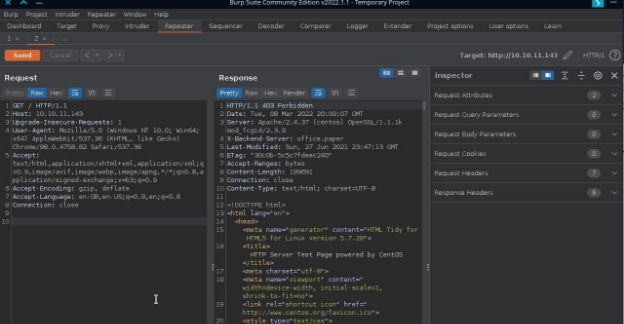 Burp Suite Community Edition v2022.1.1 - Temporary Project
Burp Project Intruder Repeater Window Help
Dashboard Target Proxy Intruder Repeater Sequencer Decoder Comparer Logger Extender Project options User options Learn
1 × 2 × ...
Send Cancel < >
Target: http://10.10.11.143 HTTP/1
Request
Pretty Raw Hex \n
1 GET / HTTP/1.1
2 Host: 10.10.11.143
3 Upgrade-Insecure-Requests: 1
4 User-Agent: Mozilla/5.0 (Windows NT 10.0; Win64;
x64) AppleWebKit/537.36 (KHTML, like Gecko)
Chrome/98.0.4758.82 Safari/537.36
5 Accept:
text/html,application/xhtml+xml,application/xml;q
=0.9,image/avif,image/webp,image/apng,*/*;q=0.8,a
pplication/signed-exchange;v=b3;q=0.9
6 Accept-Encoding: gzip, deflate
7 Accept-Language: en-GB,en-US;q=0.9,en;q=0.8
8 Connection: close
9
10
Response
Pretty Raw Hex Render \n
1 HTTP/1.1 403 Forbidden
2 Date: Tue, 08 Mar 2022 20:09:07 GMT
3 Server: Apache/2.4.37 (centos) OpenSSL/1.1.1k
mod_fcgid/2.3.9
4 X-Backend-Server: office.paper
5 Last-Modified: Sun, 27 Jun 2021 23:47:13 GMT
6 ETag: "30c0b-5c5c7fdeec240"
7 Accept-Ranges: bytes
8 Content-Length: 199691
9 Connection: close
10 Content-Type: text/html; charset=UTF-8
11
12 <!DOCTYPE html>
13 <html lang="en">
14 <head>
15 <meta name="generator" content="HTML Tidy for
HTML5 for Linux version 5.7.28">
16 <title>
HTTP Server Test Page powered by CentOS
</title>
17 <meta charset="utf-8">
18 <meta name="viewport" content="
width=device-width, initial-scale=1,
shrink-to-fit=no">
19 <link rel="shortcut icon" href="
http://www.centos.org/favicon.ico">
20 <style type="text/css">
Inspector
Request Attributes 2
Request Query Parameters 0
Request Body Parameters 0
Request Cookies 0
Request Headers 7
Response Headers 9